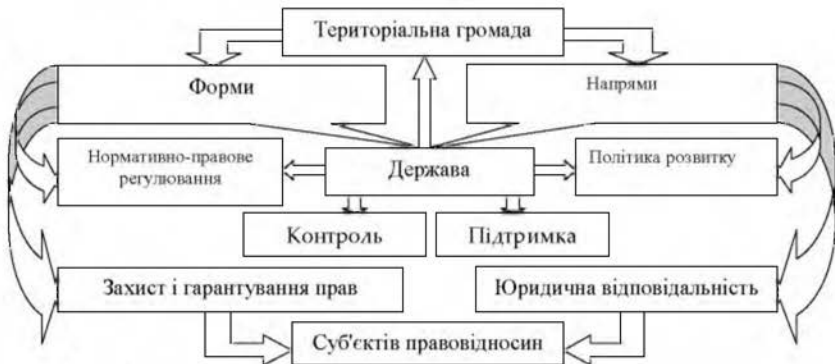 Територіальна громада
Форми
Напрями
Нормативно-правове
регулювання
Держава
Політика розвитку
Контроль
Підтримка
Захист і гарантування прав
Юридична відповідальність
Суб'єктів правовідносин